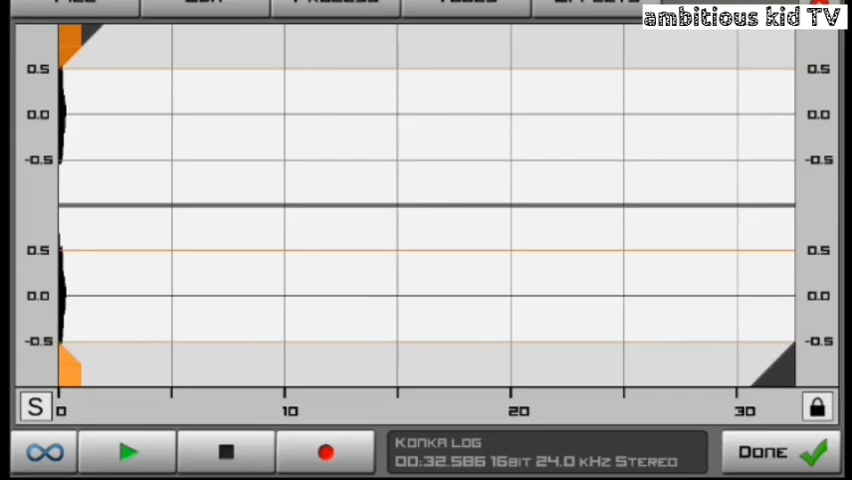 ambitious kid TV
0.5 0.5
0.0 0.0
-0.5 -0.5
0.5 0.5
0.0 0.0
-0.5 -0.5
S 0 10 20 30
KONKA LOG
00:32.586 16BIT 24.0 KHZ STEREO
DONE